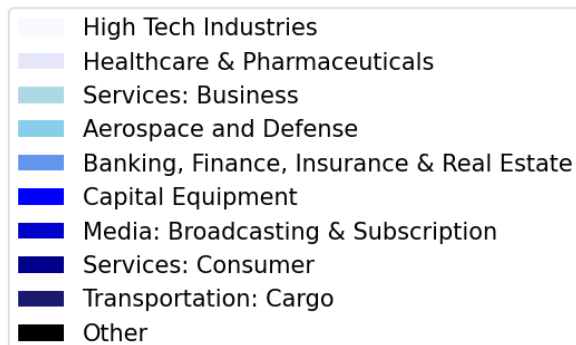 High Tech Industries
Healthcare & Pharmaceuticals
Services: Business
Aerospace and Defense
Banking, Finance, Insurance & Real Estate
Capital Equipment
Media: Broadcasting & Subscription
Services: Consumer
Transportation: Cargo
Other